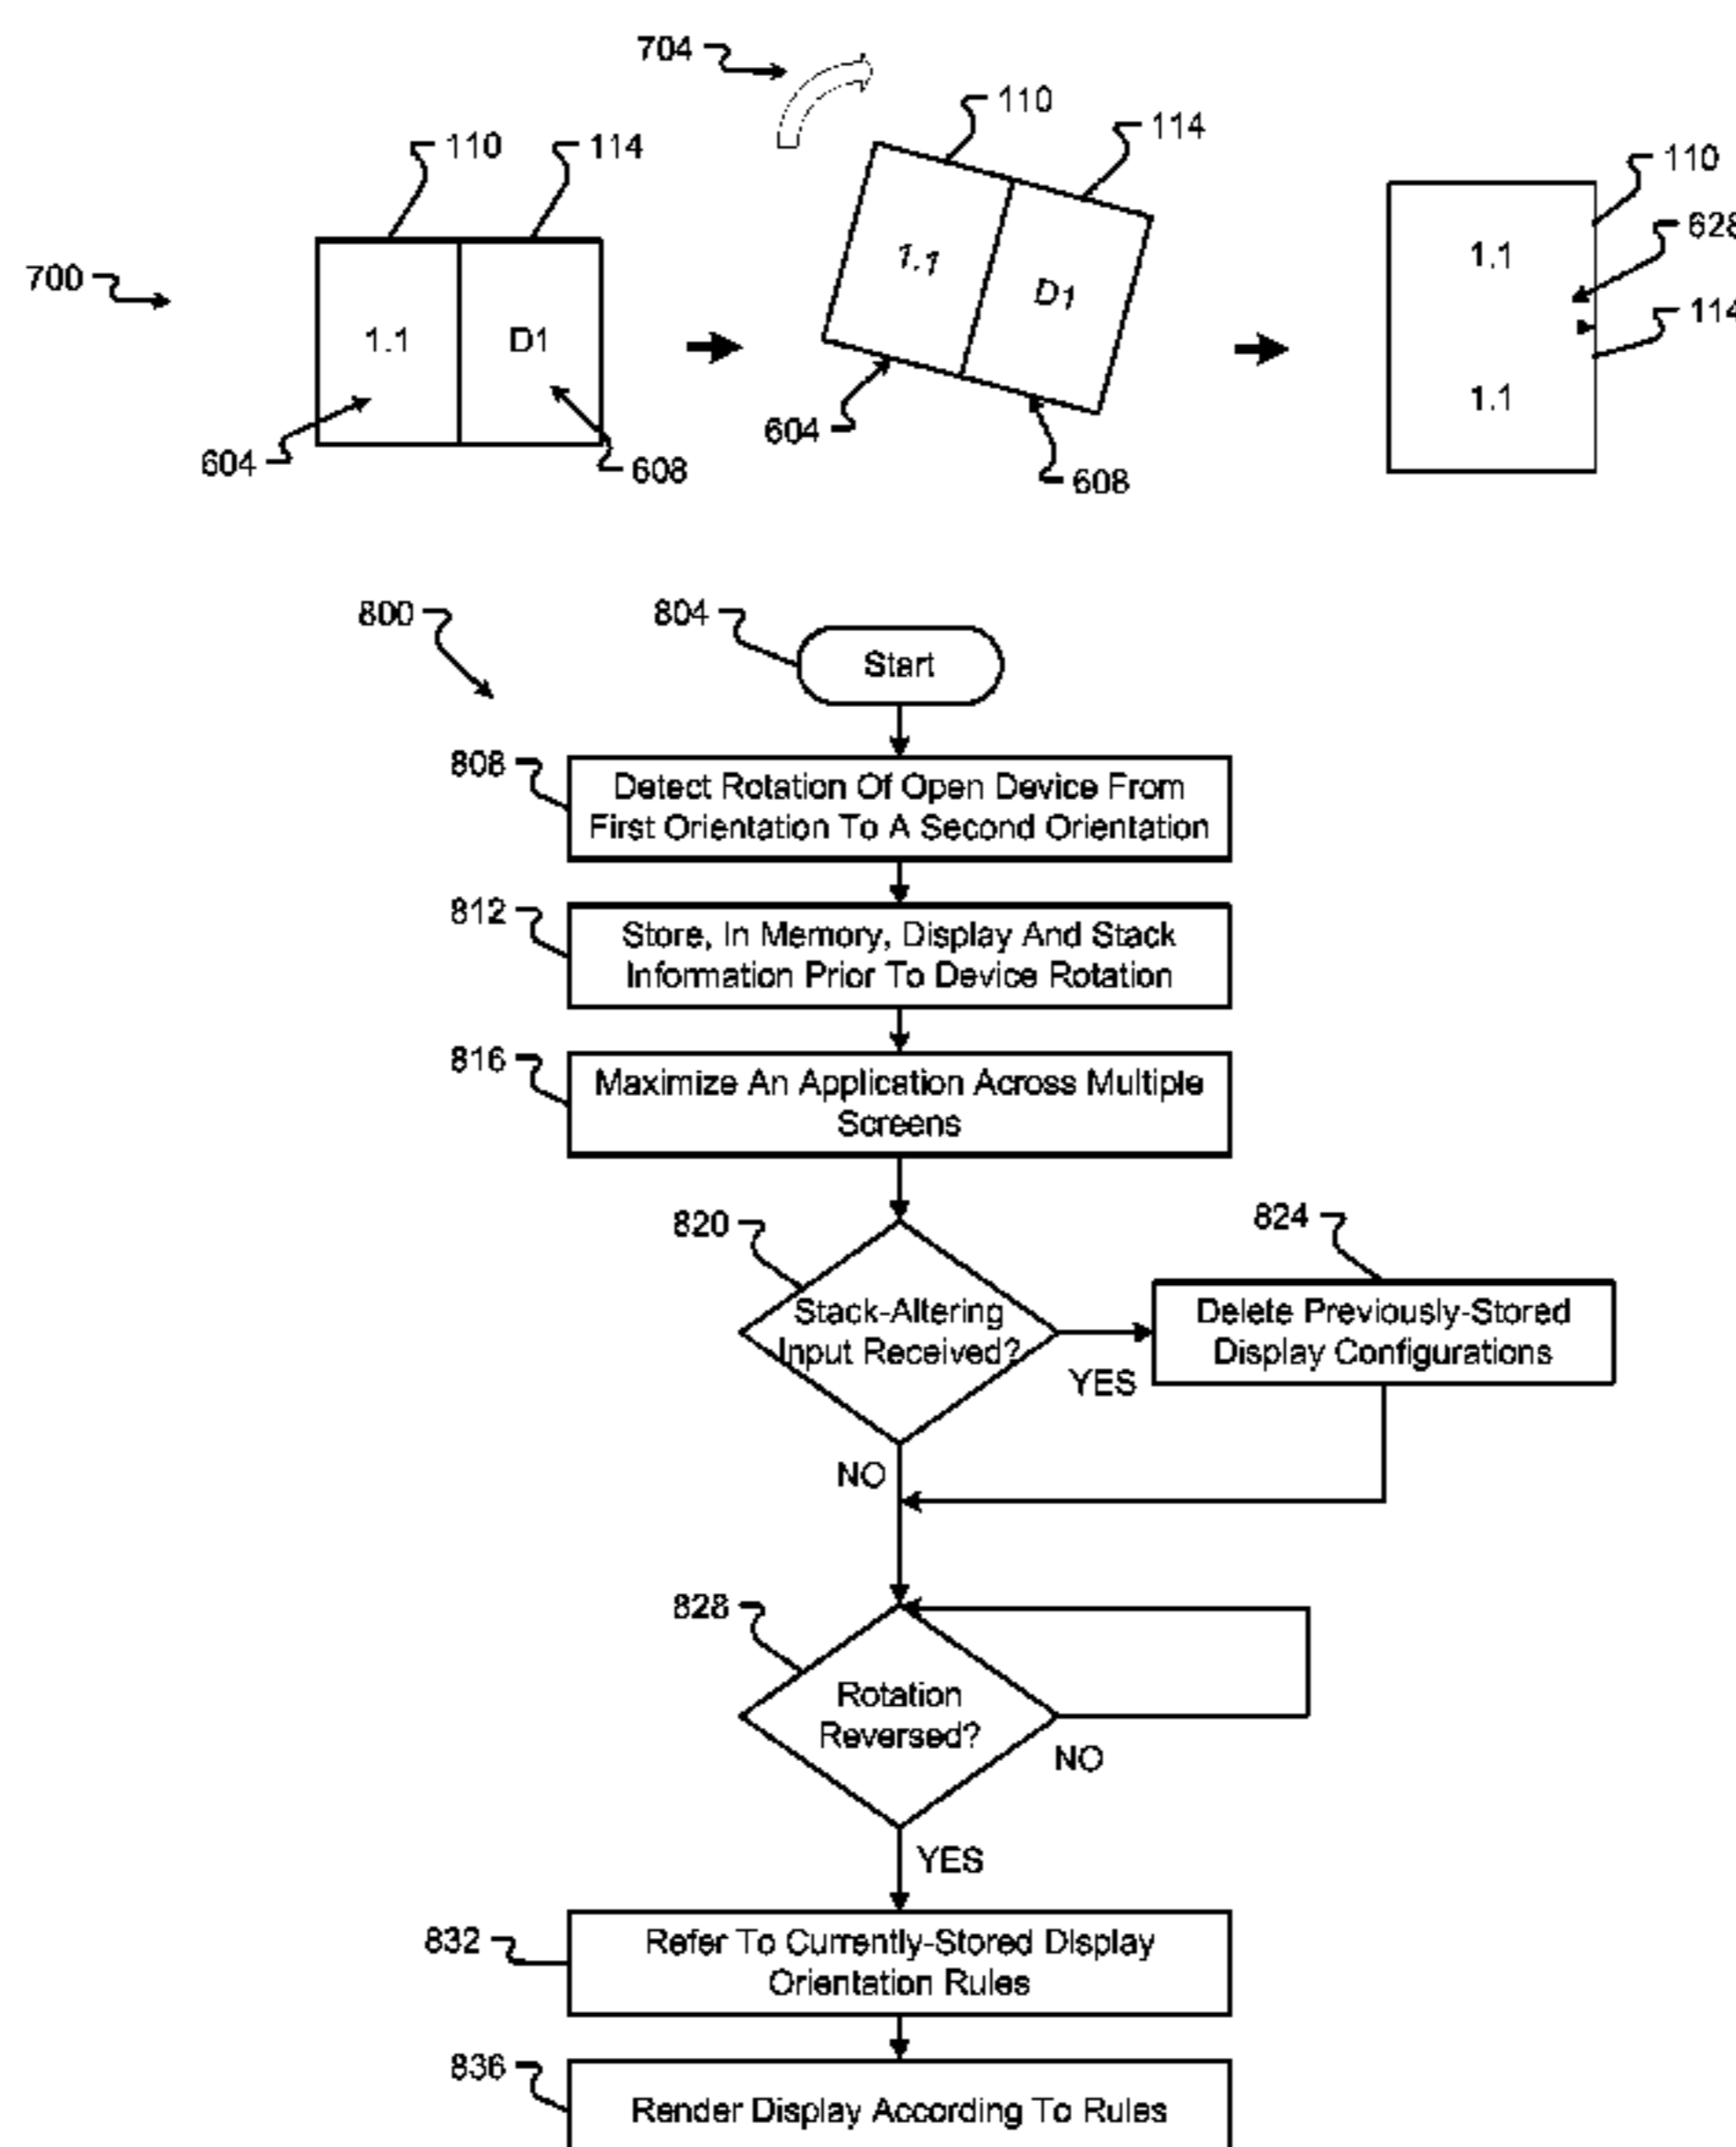 704
110
114
110
114
110
628
114
700
1.1
D1
1.1
D1
1.1
1.1
604
608
604
608
800
804
Start
808
Detect Rotation Of Open Device From
First Orientation To A Second Orientation
812
Store, In Memory, Display And Stack
Information Prior To Device Rotation
816
Maximize An Application Across Multiple
Screens
820
Stack-Altering
Input Received?
824
Delete Previously-Stored
Display Configurations
YES
NO
828
Rotation
Reversed?
NO
YES
832
Refer To Currently-Stored Display
Orientation Rules
836
Render Display According To Rules